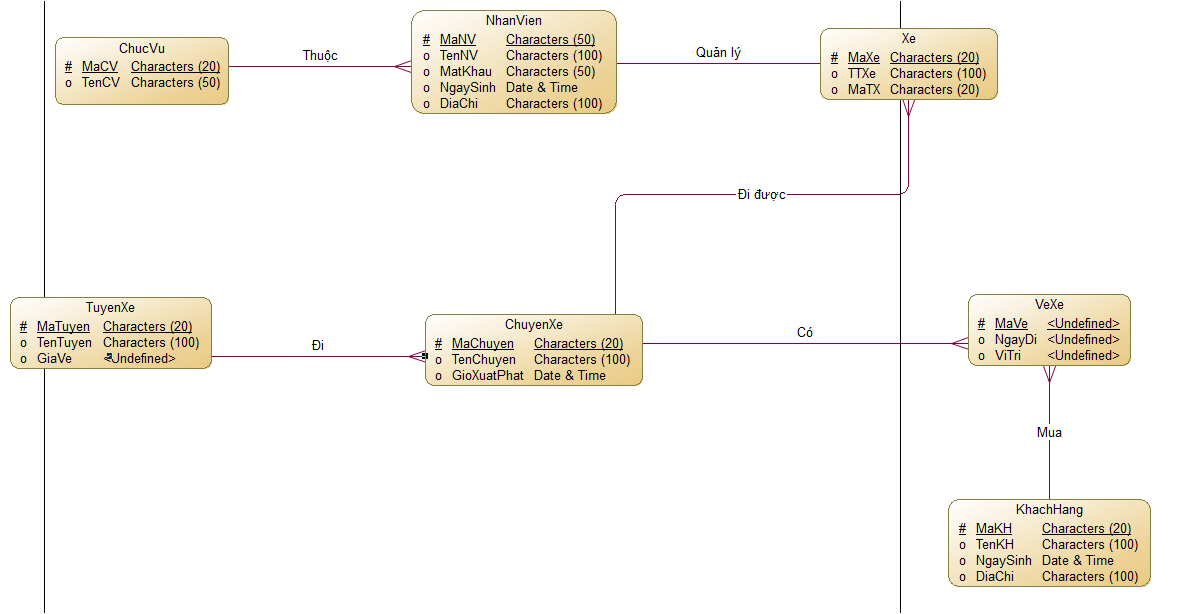 ChucVu
# MaCV Characters (20)
o TenCV Characters (50)
Thuộc
NhanVien
# MaNV Characters (50)
o TenNV Characters (100)
o MatKhau Characters (50)
o NgaySinh Date & Time
o DiaChi Characters (100)
Quản lý
Xe
# MaXe Characters (20)
o TTXe Characters (100)
o MaTX Characters (20)
Đi được
TuyenXe
# MaTuyen Characters (20)
o TenTuyen Characters (100)
o GiaVe <Undefined>
Đi
ChuyenXe
# MaChuyen Characters (20)
o TenChuyen Characters (100)
o GioXuatPhat Date & Time
Có
VeXe
# MaVe <Undefined>
o NgayDi <Undefined>
o ViTri <Undefined>
Mua
KhachHang
# MaKH Characters (20)
o TenKH Characters (100)
o NgaySinh Date & Time
o DiaChi Characters (100)